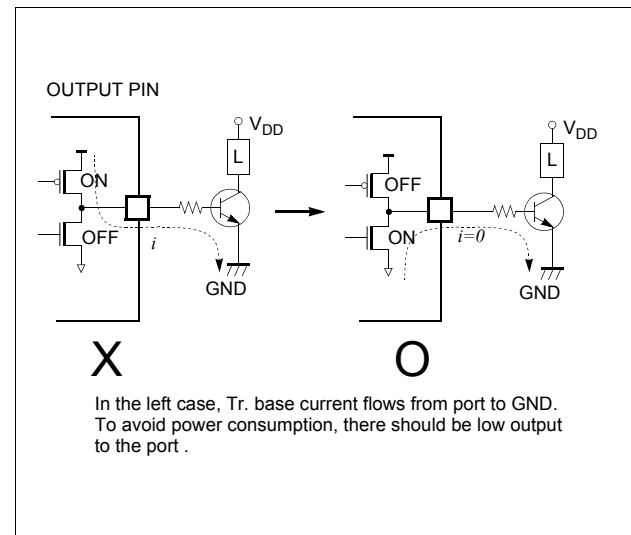 OUTPUT PIN
ON
OFF
i
L
VDD
GND
OFF
ON
i=0
L
VDD
GND
X
O
In the left case, Tr. base current flows from port to GND.
To avoid power consumption, there should be low output
to the port .